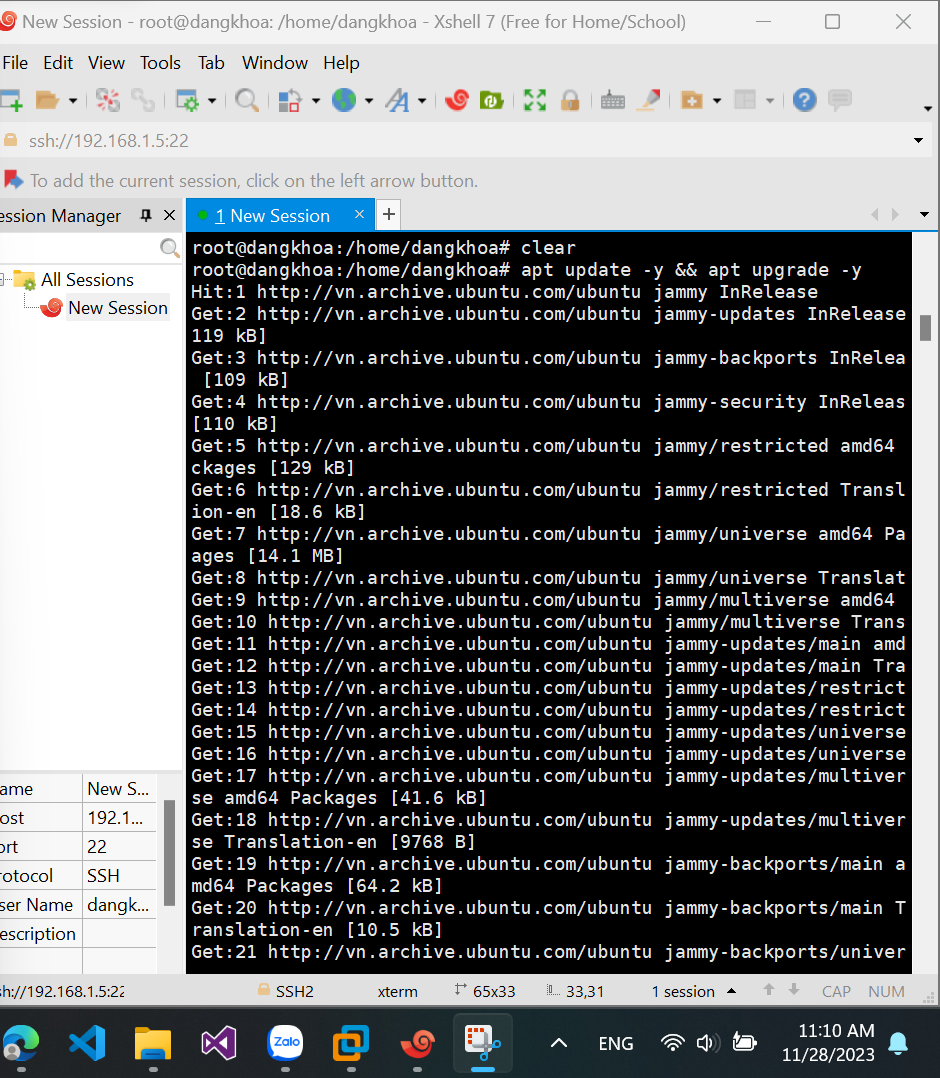 New Session - root@dangkhoa: /home/dangkhoa - Xshell 7 (Free for Home/School)
File Edit View Tools Tab Window Help
ssh://192.168.1.5:22
To add the current session, click on the left arrow button.
ession Manager
1 New Session
All Sessions
New Session
root@dangkhoa:/home/dangkhoa# clear
root@dangkhoa:/home/dangkhoa# apt update -y && apt upgrade -y
Hit:1 http://vn.archive.ubuntu.com/ubuntu jammy InRelease
Get:2 http://vn.archive.ubuntu.com/ubuntu jammy-updates InRelease
119 kB]
Get:3 http://vn.archive.ubuntu.com/ubuntu jammy-backports InRelea
[109 kB]
Get:4 http://vn.archive.ubuntu.com/ubuntu jammy-security InReleas
[110 kB]
Get:5 http://vn.archive.ubuntu.com/ubuntu jammy/restricted amd64
ckages [129 kB]
Get:6 http://vn.archive.ubuntu.com/ubuntu jammy/restricted Transl
ion-en [18.6 kB]
Get:7 http://vn.archive.ubuntu.com/ubuntu jammy/universe amd64 Pa
ages [14.1 MB]
Get:8 http://vn.archive.ubuntu.com/ubuntu jammy/universe Translat
Get:9 http://vn.archive.ubuntu.com/ubuntu jammy/multiverse amd64
Get:10 http://vn.archive.ubuntu.com/ubuntu jammy/multiverse Trans
Get:11 http://vn.archive.ubuntu.com/ubuntu jammy-updates/main amd
Get:12 http://vn.archive.ubuntu.com/ubuntu jammy-updates/main Tra
Get:13 http://vn.archive.ubuntu.com/ubuntu jammy-updates/restrict
Get:14 http://vn.archive.ubuntu.com/ubuntu jammy-updates/restrict
Get:15 http://vn.archive.ubuntu.com/ubuntu jammy-updates/universe
Get:16 http://vn.archive.ubuntu.com/ubuntu jammy-updates/universe
Get:17 http://vn.archive.ubuntu.com/ubuntu jammy-updates/multiver
se amd64 Packages [41.6 kB]
Get:18 http://vn.archive.ubuntu.com/ubuntu jammy-updates/multiver
se Translation-en [9768 B]
Get:19 http://vn.archive.ubuntu.com/ubuntu jammy-backports/main a
md64 Packages [64.2 kB]
Get:20 http://vn.archive.ubuntu.com/ubuntu jammy-backports/main T
ranslation-en [10.5 kB]
Get:21 http://vn.archive.ubuntu.com/ubuntu jammy-backports/univer
ame New S...
ost 192.1...
ort 22
rotocol SSH
ser Name dangk...
escription
sh://192.168.1.5:22 SSH2 xterm 65x33 33,31 1 session CAP NUM
Zalo
ENG
11:10 AM
11/28/2023